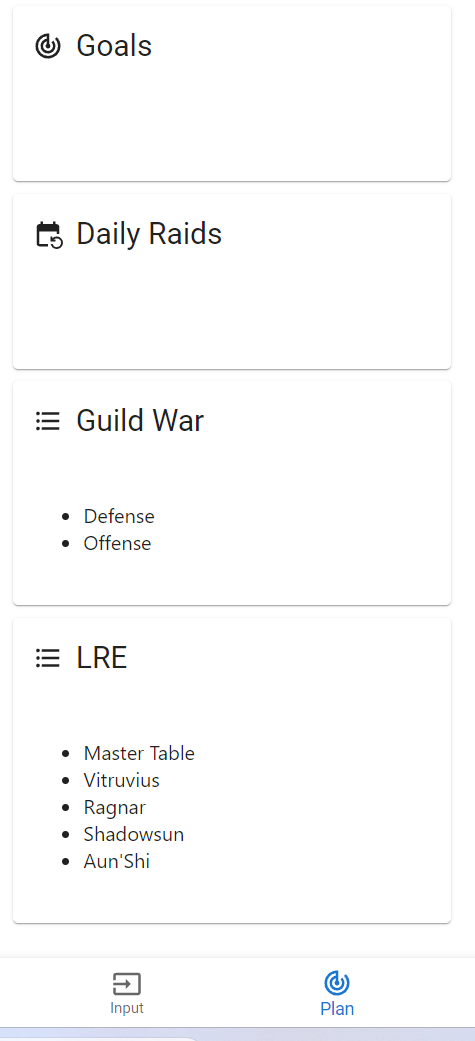 Goals
Daily Raids
Guild War
Defense
Offense
LRE
Master Table
Vitruvius
Ragnar
Shadowsun
Aun'Shi
Input
Plan